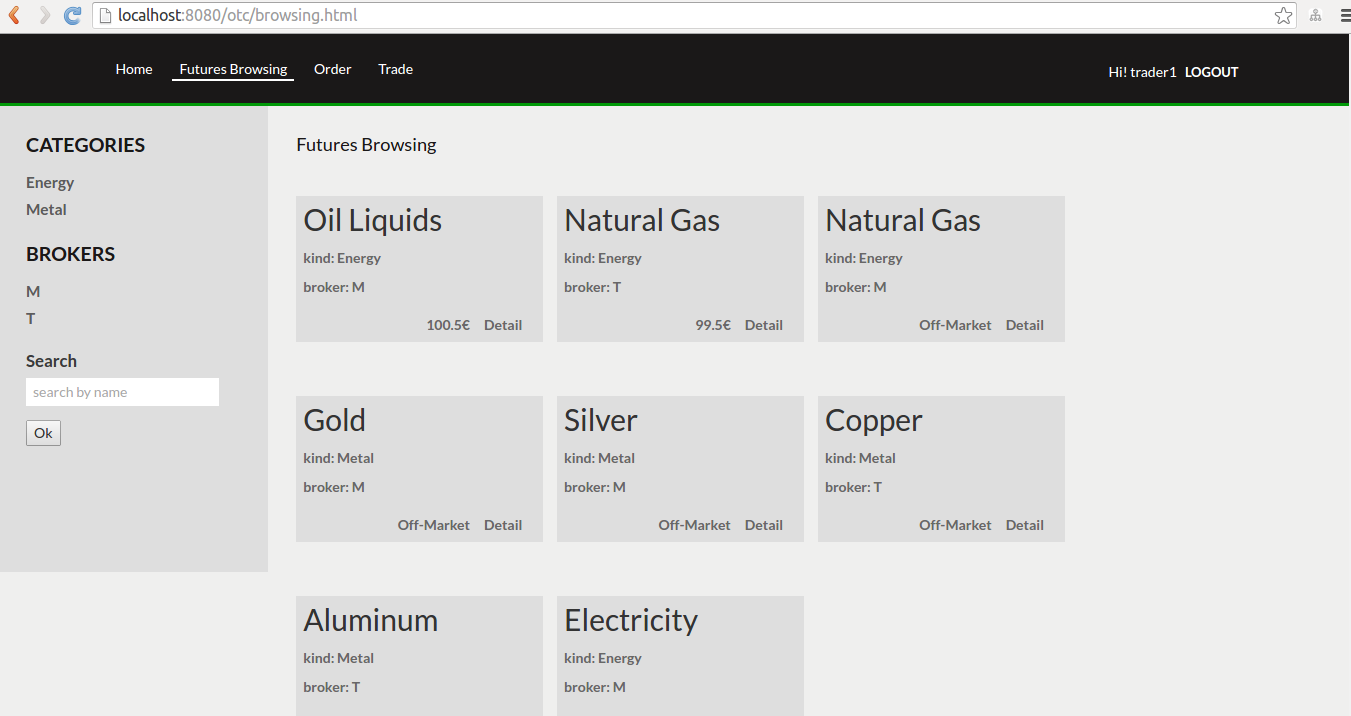 localhost:8080/otc/browsing.html
Home Futures Browsing Order Trade Hi! trader1 LOGOUT
CATEGORIES
Energy
Metal
BROKERS
M
T
Search
search by name
Ok
Futures Browsing
Oil Liquids
kind: Energy
broker: M
100.5€ Detail
Natural Gas
kind: Energy
broker: T
99.5€ Detail
Natural Gas
kind: Energy
broker: M
Off-Market Detail
Gold
kind: Metal
broker: M
Off-Market Detail
Silver
kind: Metal
broker: M
Off-Market Detail
Copper
kind: Metal
broker: T
Off-Market Detail
Aluminum
kind: Metal
broker: T
Electricity
kind: Energy
broker: M